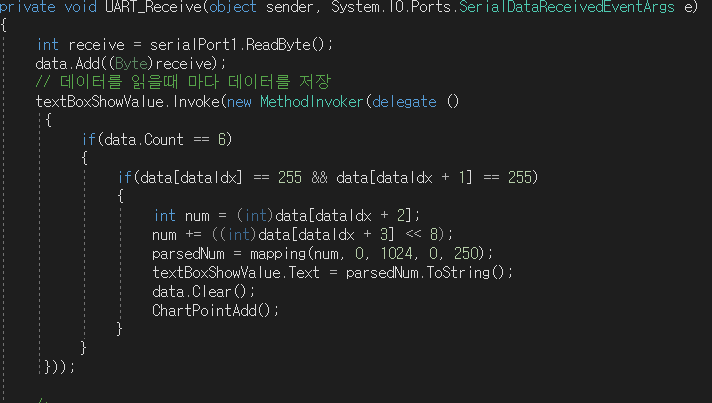 private void UART_Receive(object sender, System.IO.Ports.SerialDataReceivedEventArgs e)
{
int receive = serialPort1.ReadByte();
data.Add((Byte)receive);
// 데이터를 읽을때 마다 데이터를 저장
textBoxShowValue.Invoke(new MethodInvoker(delegate ()
{
if(data.Count == 6)
{
if(data[dataIdx] == 255 && data[dataIdx + 1] == 255)
{
int num = (int)data[dataIdx + 2];
num += ((int)data[dataIdx + 3] << 8);
parsedNum = mapping(num, 0, 1024, 0, 250);
textBoxShowValue.Text = parsedNum.ToString();
data.Clear();
ChartPointAdd();
}
}
}));